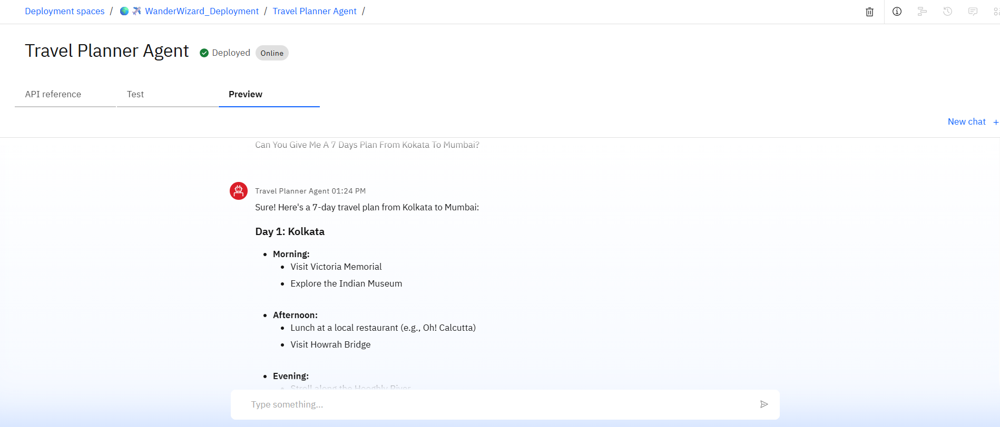 Deployment spaces / 🌍 ✈️ WanderWizard_Deployment / Travel Planner Agent /
Travel Planner Agent Deployed Online
API reference Test Preview
New chat +
Can You Give Me A 7 Days Plan From Kokata To Mumbai?
Travel Planner Agent 01:24 PM
Sure! Here's a 7-day travel plan from Kolkata to Mumbai:
Day 1: Kolkata
• Morning:
• Visit Victoria Memorial
• Explore the Indian Museum
• Afternoon:
• Lunch at a local restaurant (e.g., Oh! Calcutta)
• Visit Howrah Bridge
• Evening:
• Stroll along the Hooghly River
Type something...